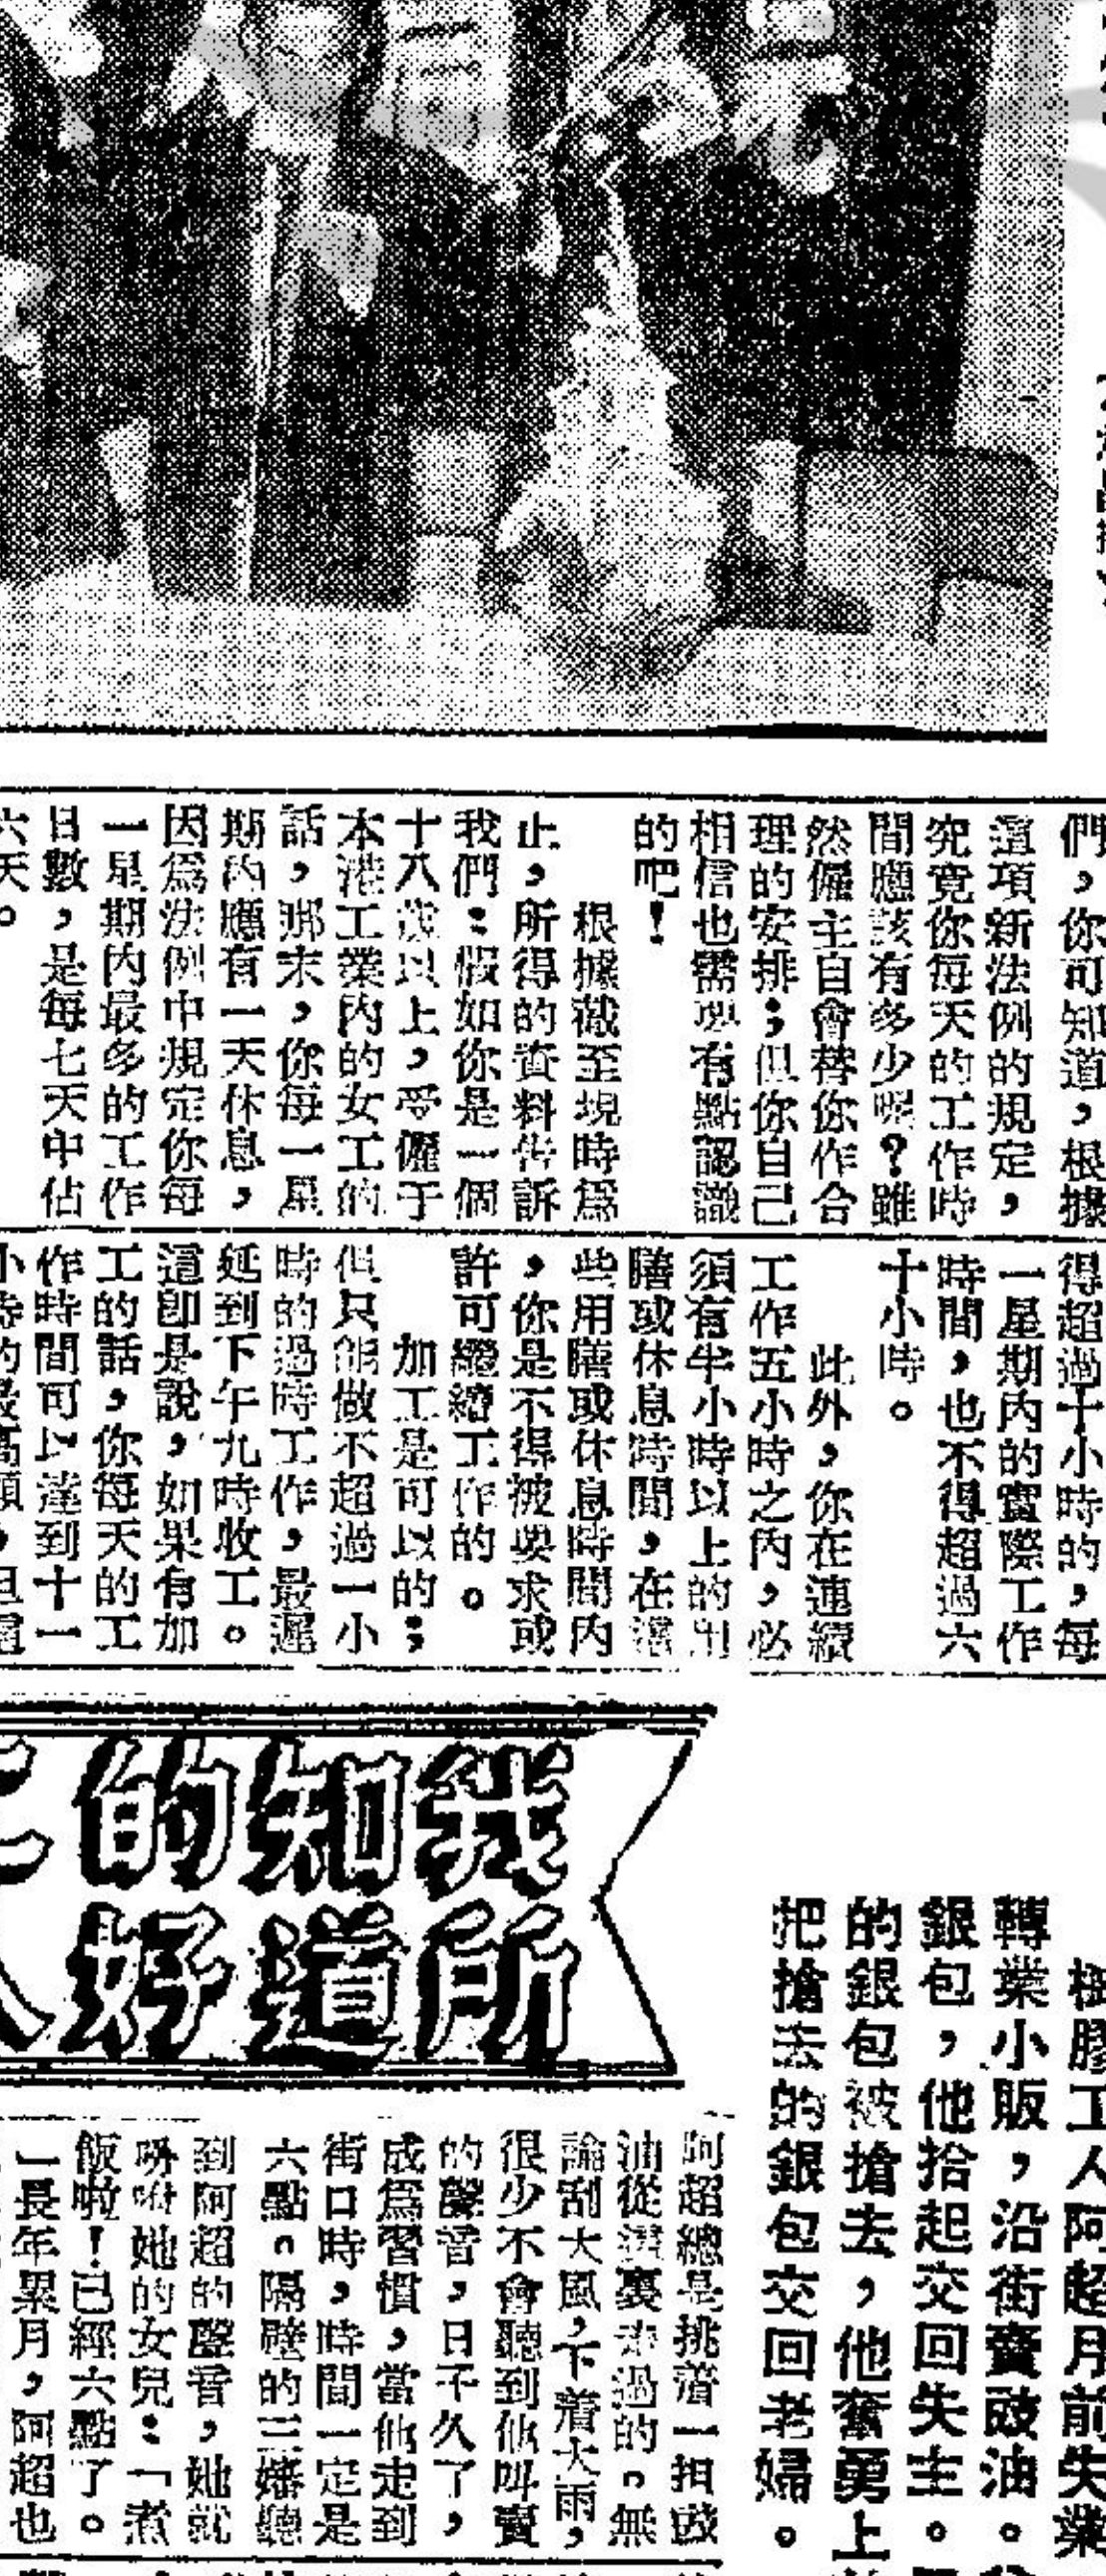 們，你可知道，根據
這項新法例的規定，
究竟你每天的工作時
間應該有多少呢？雖
然僱主自會替你作合
理的安排；但你自己
相信也需要有點認識
的吧！
根據截至現時為
止，所得的資料告訴
我們：假如你是一個
十八歲以上，受僱于
本港工業內的女工的
話，那末，你每一星
期內應有一天休息，
因爲法例中規定你每
一星期內最多的工作
日數，是每七天中佔
六天。
得超過十小時的，每
一星期內的實際工作
時間，也不得超過六
十小時。
此外，你在連續
工作五小時之內，必
須有半小時以上的用
膳或休息時間，在這
些用膳或休息時間內
，你是不得被要求或
許可繼續工作的。
加工是可以的；
但只能做不超過一小
時的過時工作，最遲
延到下午九時收工。
這即是說，如果有加
工的話，你每天的工
作時間可以達到十一
小時的最高額，但
我知的
所道好人
樹膠工人阿超月前失業
轉業小販，沿街賣豉油。
銀包，他拾起交回失主。
的銀包被搶去，他奮勇上
把搶去的銀包交回老婦。
阿超總是挑着一担豉
油從這裏走過的。無
論刮大風，下着大雨，
很少不會聽到他叫賣
的聲音，日子久了，
成爲習慣，當他走到
街口時，時間一定是
六點。隔壁的三嬸聽
到阿超的聲音，她就
吩咐她的女兒：「煮
飯啦！已經六點了。
」長年累月，阿超也